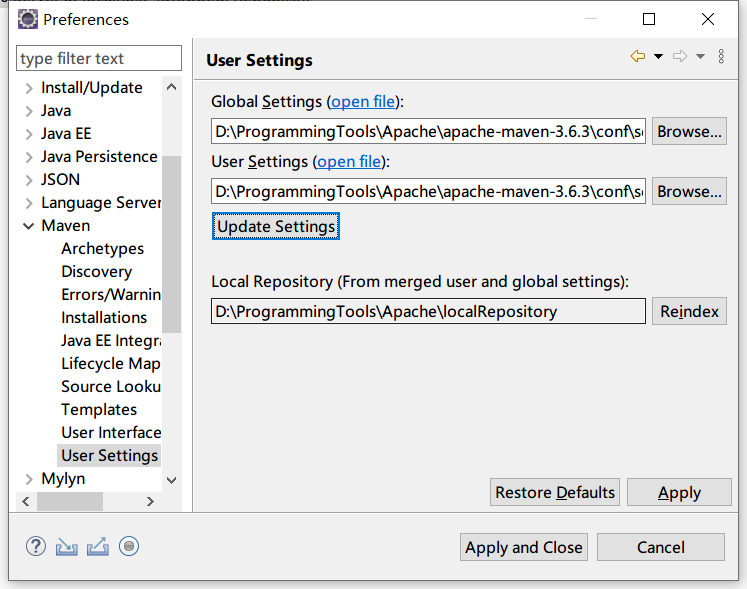 Preferences
type filter text
Install/Update
Java
Java EE
Java Persistence
JSON
Language Server
Maven
Archetypes
Discovery
Errors/Warnin
Installations
Java EE Integra
Lifecycle Map
Source Looku
Templates
User Interface
User Settings
Mylyn
User Settings
Global Settings (open file):
D:\ProgrammingTools\Apache\apache-maven-3.6.3\conf\se Browse...
User Settings (open file):
D:\ProgrammingTools\Apache\apache-maven-3.6.3\conf\se Browse...
Update Settings
Local Repository (From merged user and global settings):
D:\ProgrammingTools\Apache\localRepository Reindex
Restore Defaults Apply
Apply and Close Cancel